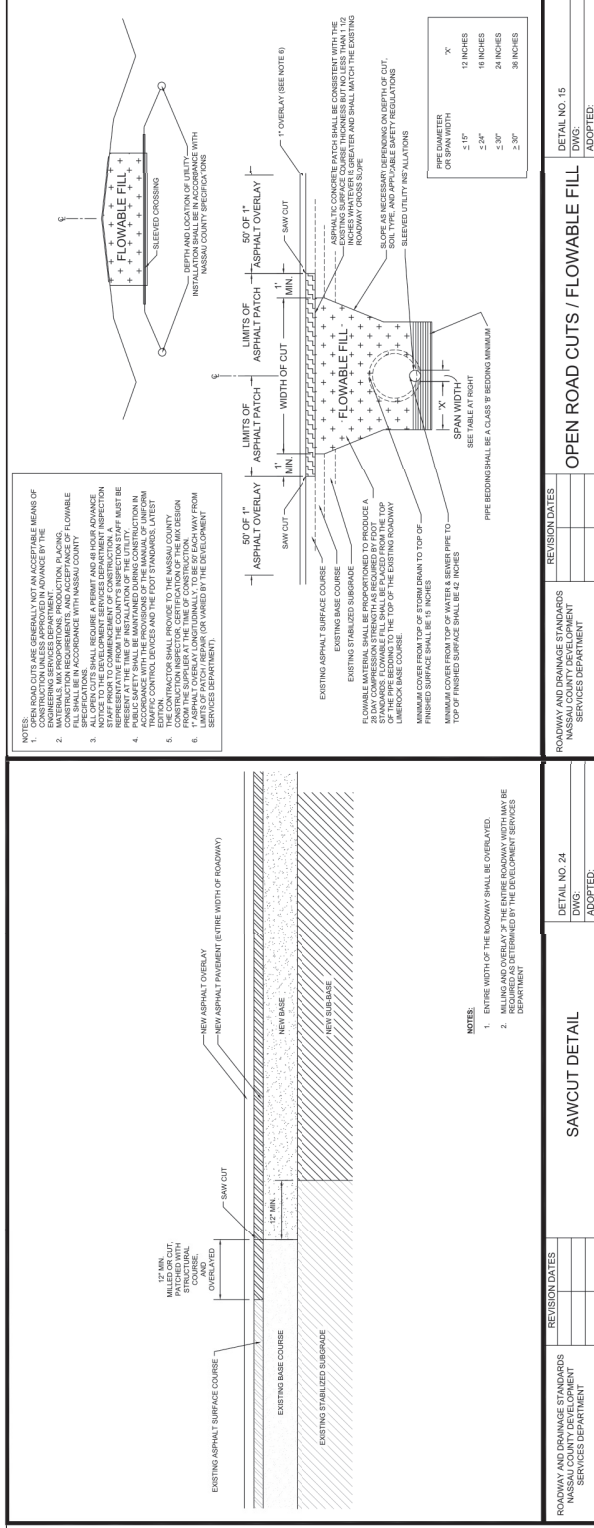 NOTES:
1. OPEN ROAD CUTS ARE GENERALLY NOT AN ACCEPTABLE MEANS OF
CONSTRUCTION UNLESS APPROVED IN ADVANCE BY THE
ENGINEERING SERVICES DEPARTMENT.
2. MATERIALS, MIX PROPORTIONS, PRODUCTION, PLACING,
CONSTRUCTION REQUIREMENTS, AND ACCEPTANCE OF FLOWABLE
FILL SHALL BE IN ACCORDANCE WITH NASSAU COUNTY
SPECIFICATIONS.
3. ALL OPEN CUTS SHALL REQUIRE A PERMIT AND 48 HOUR ADVANCE
NOTICE TO THE DEVELOPMENT SERVICES DEPARTMENT INSPECTION
STAFF PRIOR TO COMMENCEMENT OF CONSTRUCTION. A
REPRESENTATIVE FROM THE COUNTY'S INSPECTION STAFF MUST BE
PRESENT AT THE TIME OF INSTALLATION OF THE UTILITY.
4. PUBLIC SAFETY SHALL BE MAINTAINED DURING CONSTRUCTION IN
ACCORDANCE WITH THE PROVISIONS OF THE MANUAL OF UNIFORM
TRAFFIC CONTROL DEVICES AND THE FDOT STANDARDS, LATEST
EDITION.
5. THE CONTRACTOR SHALL PROVIDE TO THE NASSAU COUNTY
CONSTRUCTION INSPECTOR, CERTIFICATION OF THE MIX DESIGN
FROM THE SUPPLIER AT THE TIME OF CONSTRUCTION.
6. 1" ASPHALT OVERLAY, LONGITUDINALLY, TO BE 50' EACH WAY FROM
LIMITS OF PATCH / REPAIR (OR VARIED BY THE DEVELOPMENT
SERVICES DEPARTMENT).
FLOWABLE FILL
SLEEVED CROSSING
DEPTH AND LOCATION OF UTILITY
INSTALLATION SHALL BE IN ACCORDANCE WITH
NASSAU COUNTY SPECIFICATIONS
50' OF 1"
ASPHALT OVERLAY
LIMITS OF
ASPHALT PATCH
LIMITS OF
ASPHALT PATCH
50' OF 1"
ASPHALT OVERLAY
SAW CUT
1'
MIN.
WIDTH OF CUT
1'
MIN.
SAW CUT
1" OVERLAY (SEE NOTE 6)
EXISTING ASPHALT SURFACE COURSE
EXISTING BASE COURSE
EXISTING STABILIZED SUBGRADE
ASPHALTIC CONCRETE PATCH SHALL BE CONSISTENT WITH THE
EXISTING SURFACE COURSE THICKNESS BUT NO LESS THAN 1 1/2
INCHES WHATEVER IS GREATER AND SHALL MATCH THE EXISTING
ROADWAY CROSS SLOPE
FLOWABLE FILL
SLOPE AS NECESSARY DEPENDING ON DEPTH OF CUT,
SOIL TYPE, AND APPLICABLE SAFETY REGULATIONS
SLEEVED UTILITY INSTALLATIONS
FLOWABLE MATERIAL SHALL BE PROPORTIONED TO PRODUCE A
28 DAY COMPRESSION STRENGTH AS REQUIRED BY FDOT
STANDARDS. FLOWABLE FILL SHALL BE PLACED FROM THE TOP
OF THE PIPE BEDDING TO THE TOP OF THE EXISTING ROADWAY
LIMEROCK BASE COURSE.
MINIMUM COVER FROM TOP OF STORM DRAIN TO TOP OF
FINISHED SURFACE SHALL BE 15 INCHES
MINIMUM COVER FROM TOP OF WATER & SEWER PIPE TO
TOP OF FINISHED SURFACE SHALL BE 42 INCHES
'X'
SPAN WIDTH
SEE TABLE AT RIGHT
PIPE BEDDING SHALL BE A CLASS 'B' BEDDING MINIMUM
PIPE DIAMETER
OR SPAN WIDTH "X"
≤ 15" 12 INCHES
≤ 24" 16 INCHES
≤ 30" 24 INCHES
≥ 30" 36 INCHES
ROADWAY AND DRAINAGE STANDARDS
NASSAU COUNTY DEVELOPMENT
SERVICES DEPARTMENT
REVISION DATES
OPEN ROAD CUTS / FLOWABLE FILL
DETAIL NO. 15
DWG:
ADOPTED:
EXISTING ASPHALT SURFACE COURSE
12" MIN.
MILLED OR CUT,
PATCHED WITH
STRUCTURAL
COURSE,
AND
OVERLAYED
SAW CUT
NEW ASPHALT OVERLAY
NEW ASPHALT PAVEMENT (ENTIRE WIDTH OF ROADWAY)
EXISTING BASE COURSE
12" MIN.
NEW BASE
EXISTING STABILIZED SUBGRADE
NEW SUB-BASE
NOTES:
1. ENTIRE WIDTH OF THE ROADWAY SHALL BE OVERLAYED.
2. MILLING AND OVERLAY OF THE ENTIRE ROADWAY WIDTH MAY BE
REQUIRED AS DETERMINED BY THE DEVELOPMENT SERVICES
DEPARTMENT
ROADWAY AND DRAINAGE STANDARDS
NASSAU COUNTY DEVELOPMENT
SERVICES DEPARTMENT
REVISION DATES
SAWCUT DETAIL
DETAIL NO. 24
DWG:
ADOPTED: